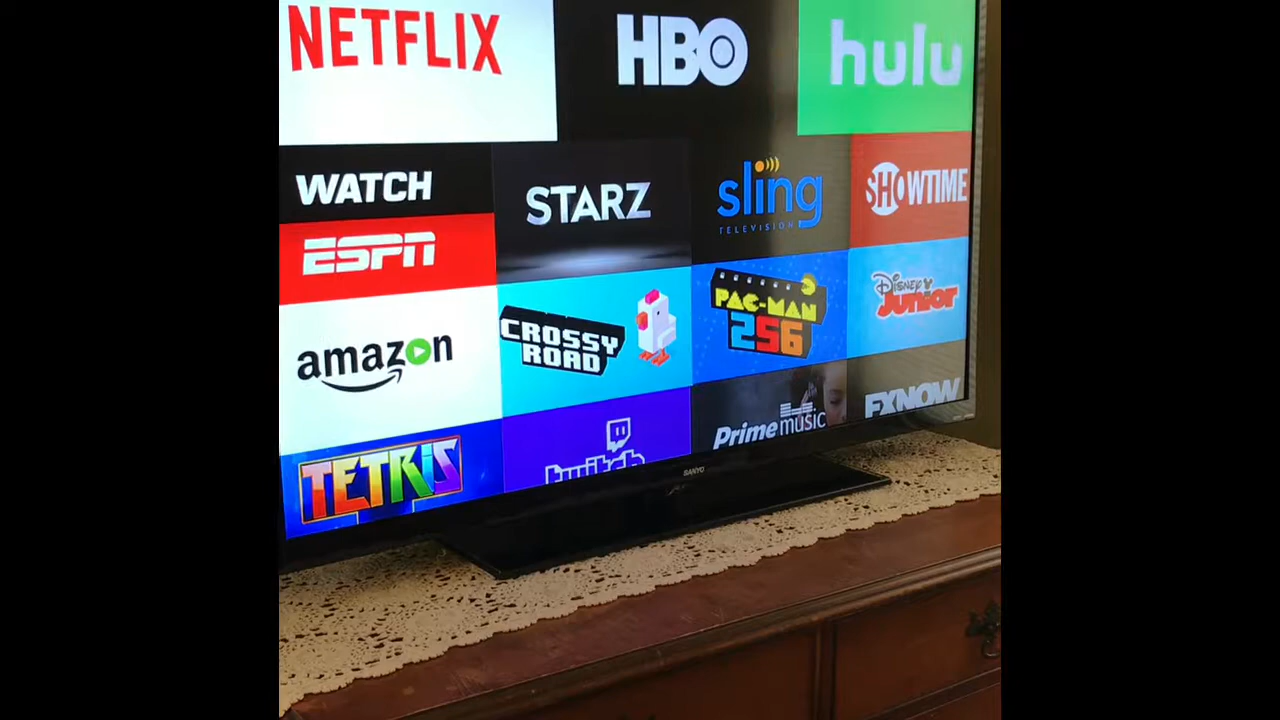 NETFLIX
HBO
hulu
WATCH
ESPN
STARZ
sling
TELEVISION
SHOWTIME
amazon
CROSSY
ROAD
PAC-MAN
256
Disney
Junior
TETRIS
twitch
Prime music
FXNOW
SANYO